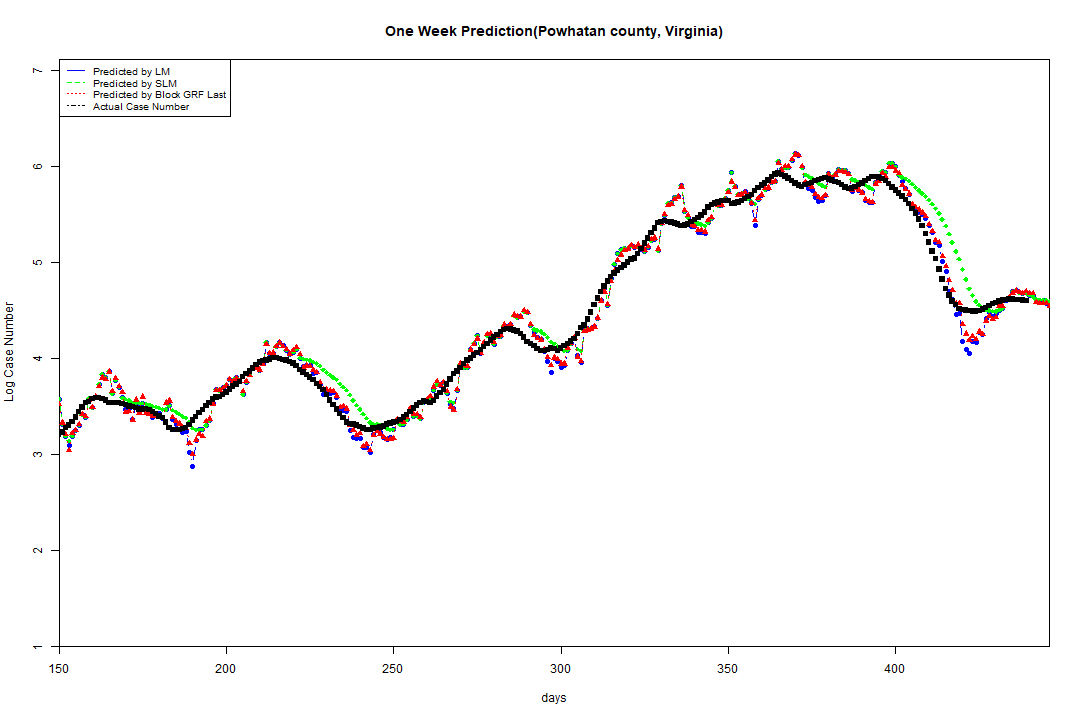 One Week Prediction(Powhatan county, Virginia)
Predicted by LM
Predicted by SLM
Predicted by Block GRF Last
Actual Case Number
7
6
5
4
3
2
1
Log Case Number
150 200 250 300 350 400
days